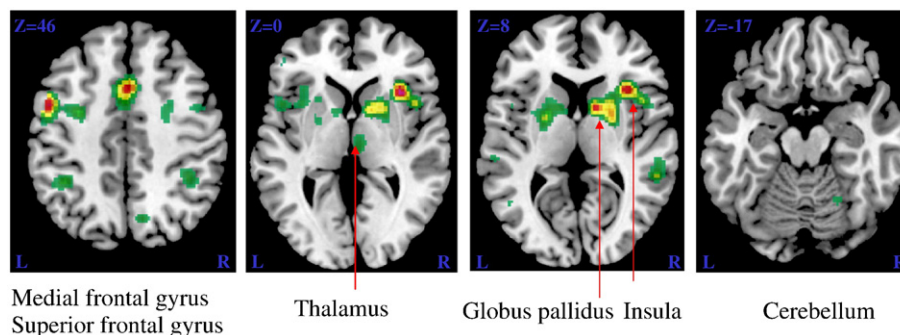 Z=46 Z=0 Z=8 Z=-17
L R L R L R L R
Medial frontal gyrus
Superior frontal gyrus
Thalamus
Globus pallidus Insula
Cerebellum